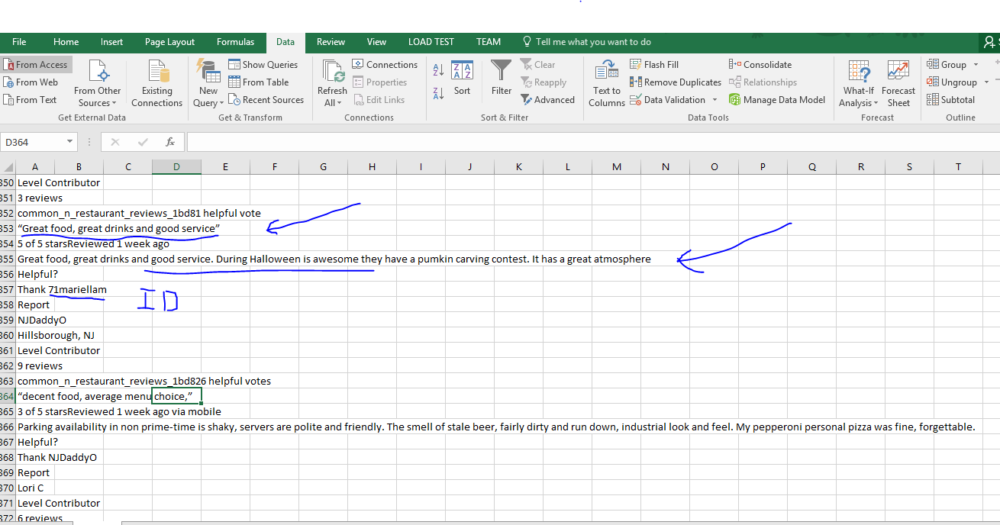 File Home Insert Page Layout Formulas Data Review View LOAD TEST TEAM Tell me what you want to do
From Access
From Web
From Text
From Other Sources
Existing Connections
Get External Data
New Query
Show Queries
From Table
Recent Sources
Get & Transform
Refresh All
Connections
Properties
Edit Links
Connections
Sort
Filter
Clear
Reapply
Advanced
Sort & Filter
Text to Columns
Flash Fill
Remove Duplicates
Data Validation
Consolidate
Relationships
Manage Data Model
Data Tools
What-If Analysis
Forecast Sheet
Forecast
Group
Ungroup
Subtotal
Outline
D364 fx
A B C D E F G H I J K L M N O P Q R S T
350 Level Contributor
351 3 reviews
352 common_n_restaurant_reviews_1bd81 helpful vote
353 “Great food, great drinks and good service”
354 5 of 5 starsReviewed 1 week ago
355 Great food, great drinks and good service. During Halloween is awesome they have a pumkin carving contest. It has a great atmosphere
356 Helpful?
357 Thank 71mariellam
ID
358 Report
359 NJDaddyO
360 Hillsborough, NJ
361 Level Contributor
362 9 reviews
363 common_n_restaurant_reviews_1bd826 helpful votes
364 “decent food, average menu choice,”
365 3 of 5 starsReviewed 1 week ago via mobile
366 Parking availability in non prime-time is shaky, servers are polite and friendly. The smell of stale beer, fairly dirty and run down, industrial look and feel. My pepperoni personal pizza was fine, forgettable.
367 Helpful?
368 Thank NJDaddyO
369 Report
370 Lori C
371 Level Contributor
372 6 reviews